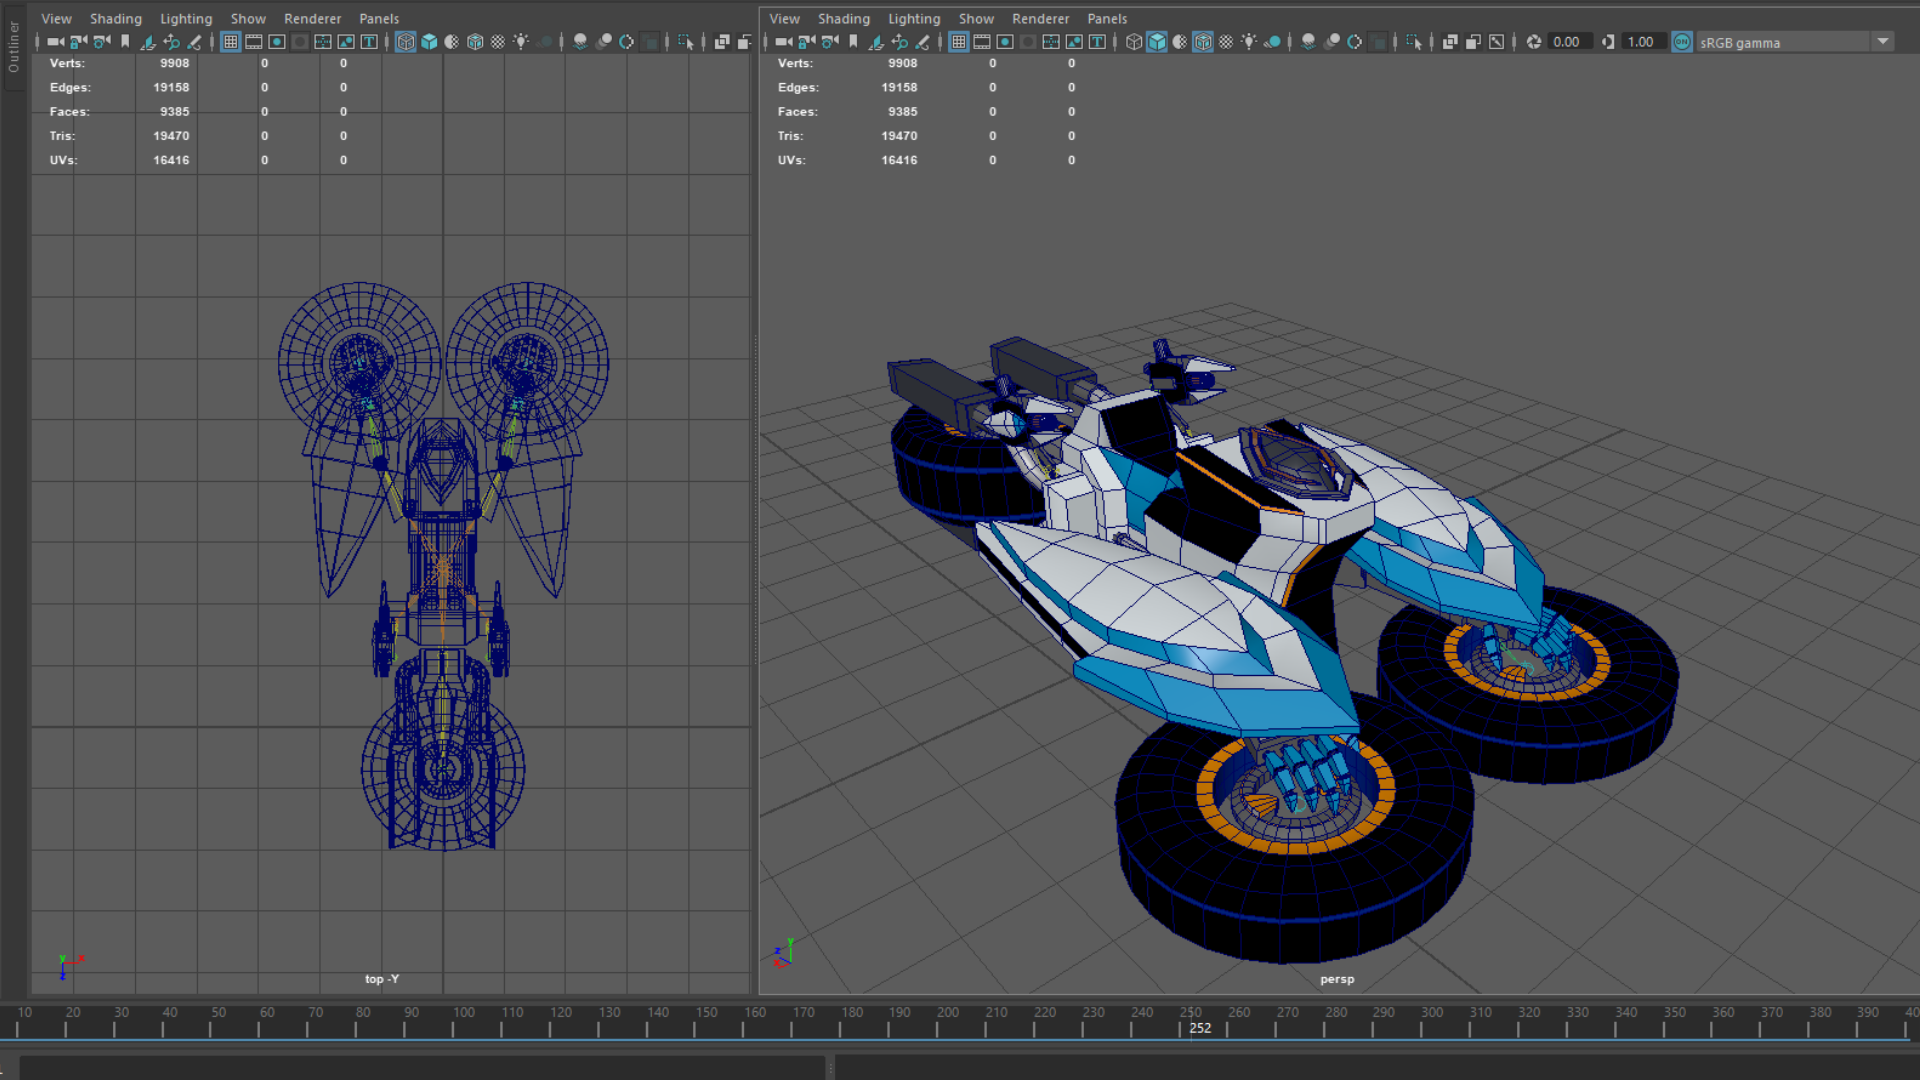 Outliner
View Shading Lighting Show Renderer Panels
Verts: 9908 0 0
Edges: 19158 0 0
Faces: 9385 0 0
Tris: 19470 0 0
UVs: 16416 0 0
y x
z
top -Y
View Shading Lighting Show Renderer Panels
0.00 1.00 ON sRGB gamma
Verts: 9908 0 0
Edges: 19158 0 0
Faces: 9385 0 0
Tris: 19470 0 0
UVs: 16416 0 0
y
z
x
persp
10 20 30 40 50 60 70 80 90 100 110 120 130 140 150 160 170 180 190 200 210 220 230 240 250 260 270 280 290 300 310 320 330 340 350 360 370 380 390 40
252